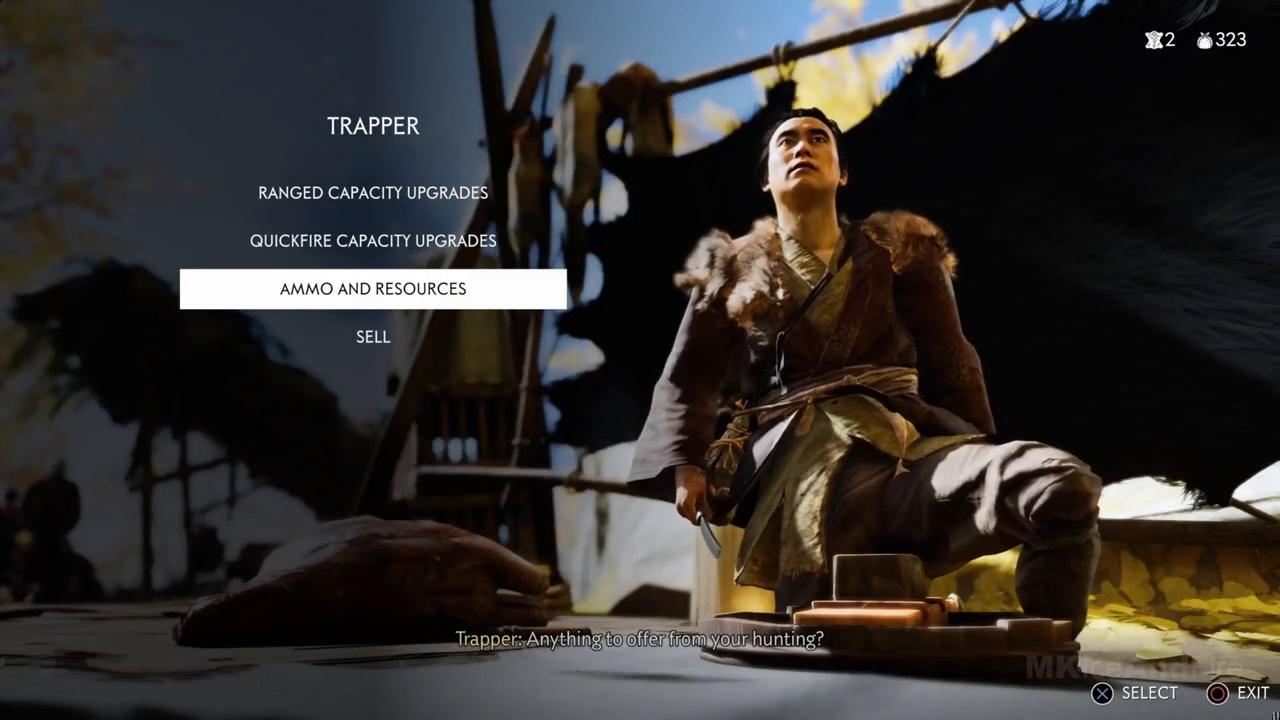 2 323
TRAPPER
RANGED CAPACITY UPGRADES
QUICKFIRE CAPACITY UPGRADES
AMMO AND RESOURCES
SELL
Trapper: Anything to offer from your hunting?
MKIceandFire
SELECT EXIT